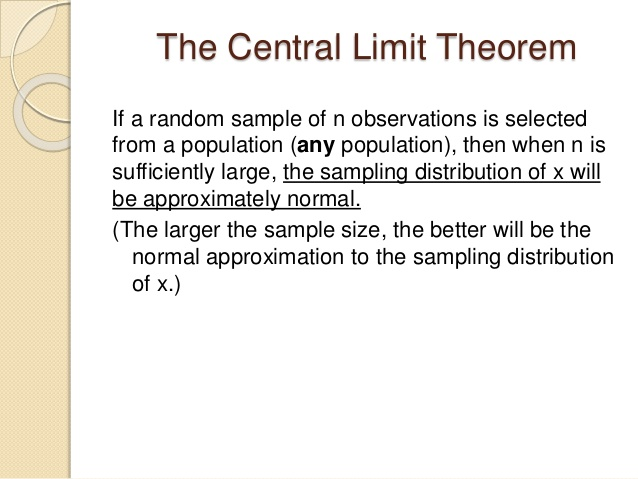 The Central Limit Theorem
If a random sample of n observations is selected
from a population (any population), then when n is
sufficiently large, the sampling distribution of x will
be approximately normal.
(The larger the sample size, the better will be the
normal approximation to the sampling distribution
of x.)